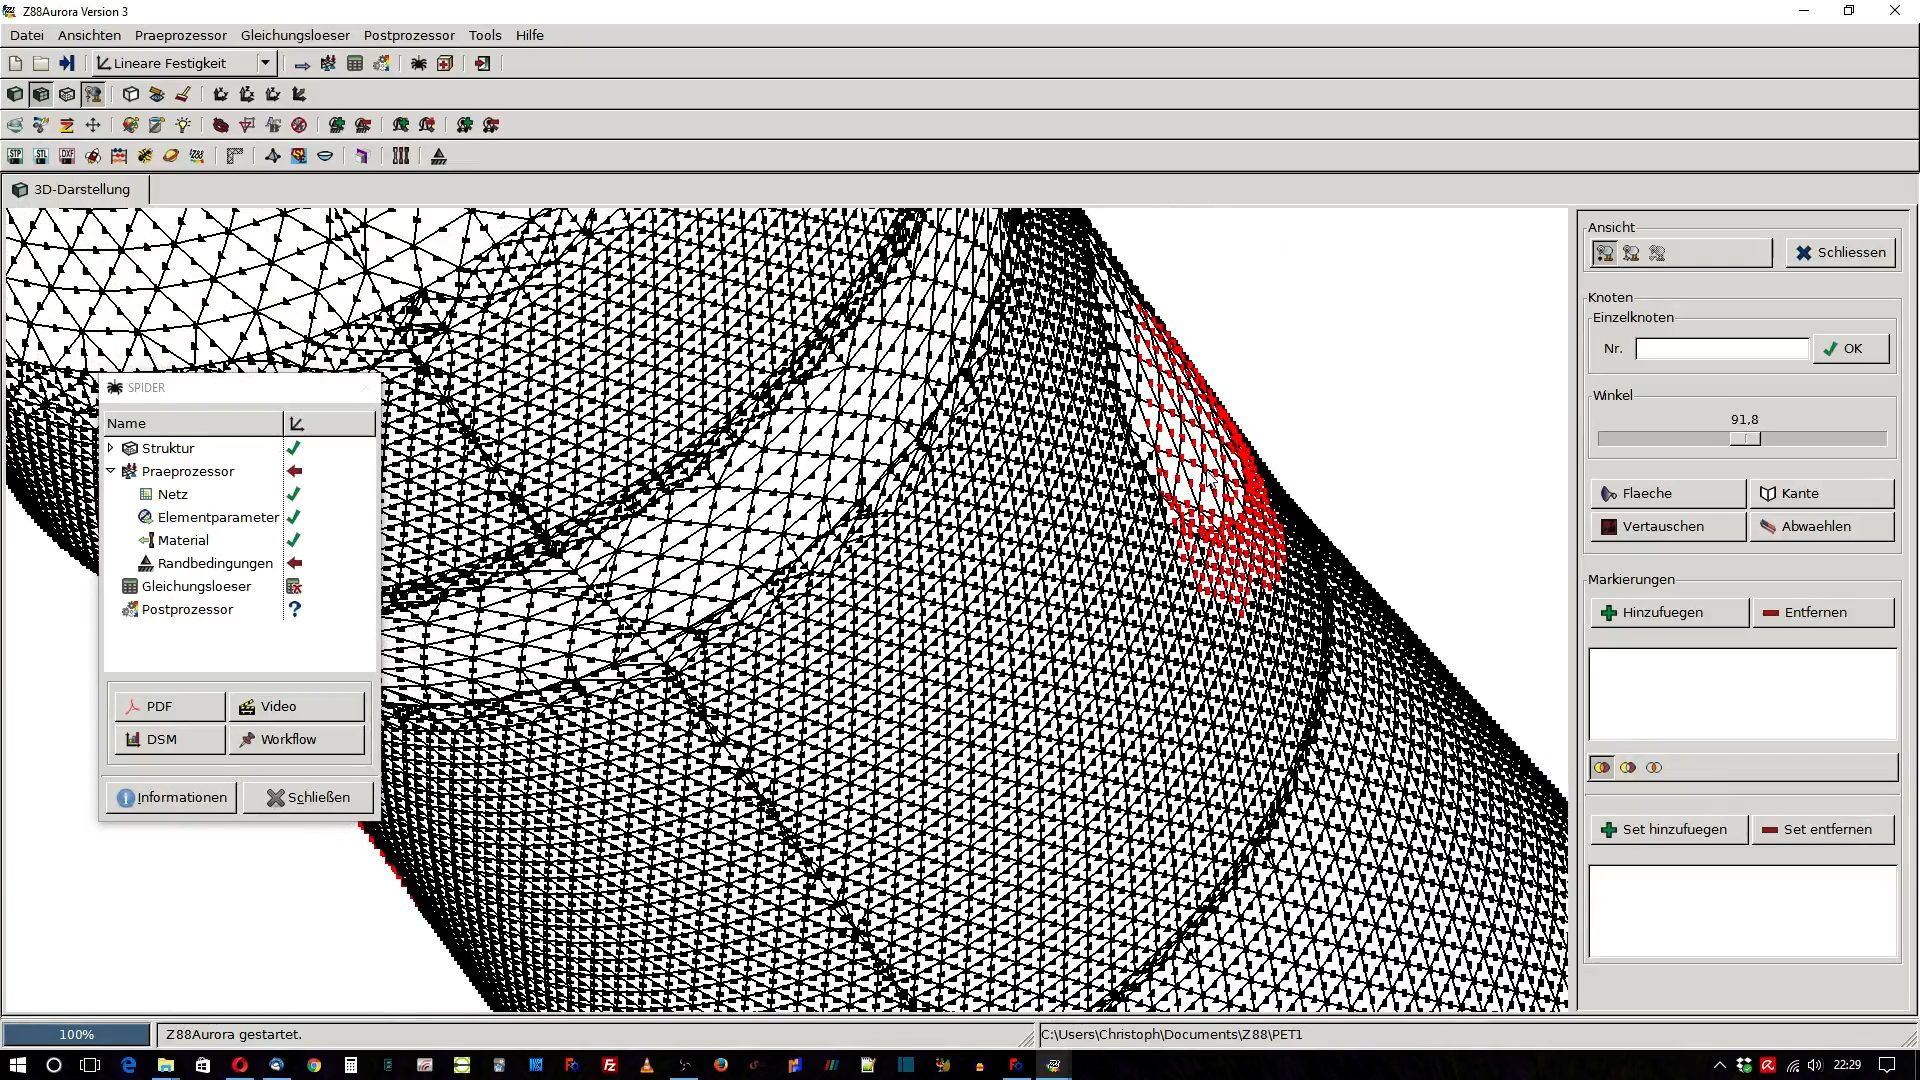 Z88Aurora Version 3
Datei Ansichten Praeprozessor Gleichungsloeser Postprozessor Tools Hilfe
Lineare Festigkeit
STP STL DXF
3D-Darstellung
Ansicht
Schliessen
Knoten
Einzelknoten
Nr. OK
Winkel
91,8
Flaeche Kante
Vertauschen Abwaehlen
Markierungen
Hinzufuegen Entfernen
Set hinzufuegen Set entfernen
SPIDER
Name
Struktur
Praeprozessor
Netz
Elementparameter
Material
Randbedingungen
Gleichungsloeser
Postprozessor
PDF Video
DSM Workflow
Informationen Schließen
100% Z88Aurora gestartet. C:\Users\Christoph\Documents\Z88\PET1
22:29